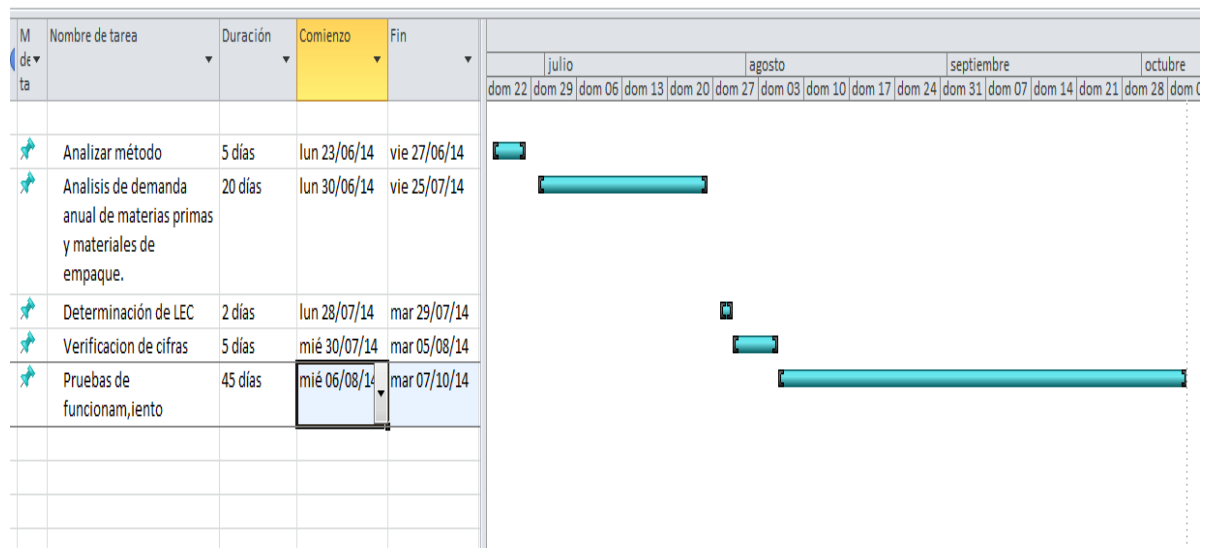 M
de
ta
Nombre de tarea
Duración
Comienzo
Fin
julio
agosto
septiembre
octubre
dom 22 dom 29 dom 06 dom 13 dom 20 dom 27 dom 03 dom 10 dom 17 dom 24 dom 31 dom 07 dom 14 dom 21 dom 28 dom
Analizar método 5 días lun 23/06/14 vie 27/06/14
Analisis de demanda 20 días lun 30/06/14 vie 25/07/14
anual de materias primas
y materiales de
empaque.
Determinación de LEC 2 días lun 28/07/14 mar 29/07/14
Verificacion de cifras 5 días mié 30/07/14 mar 05/08/14
Pruebas de 45 días mié 06/08/14 mar 07/10/14
funcionam,iento